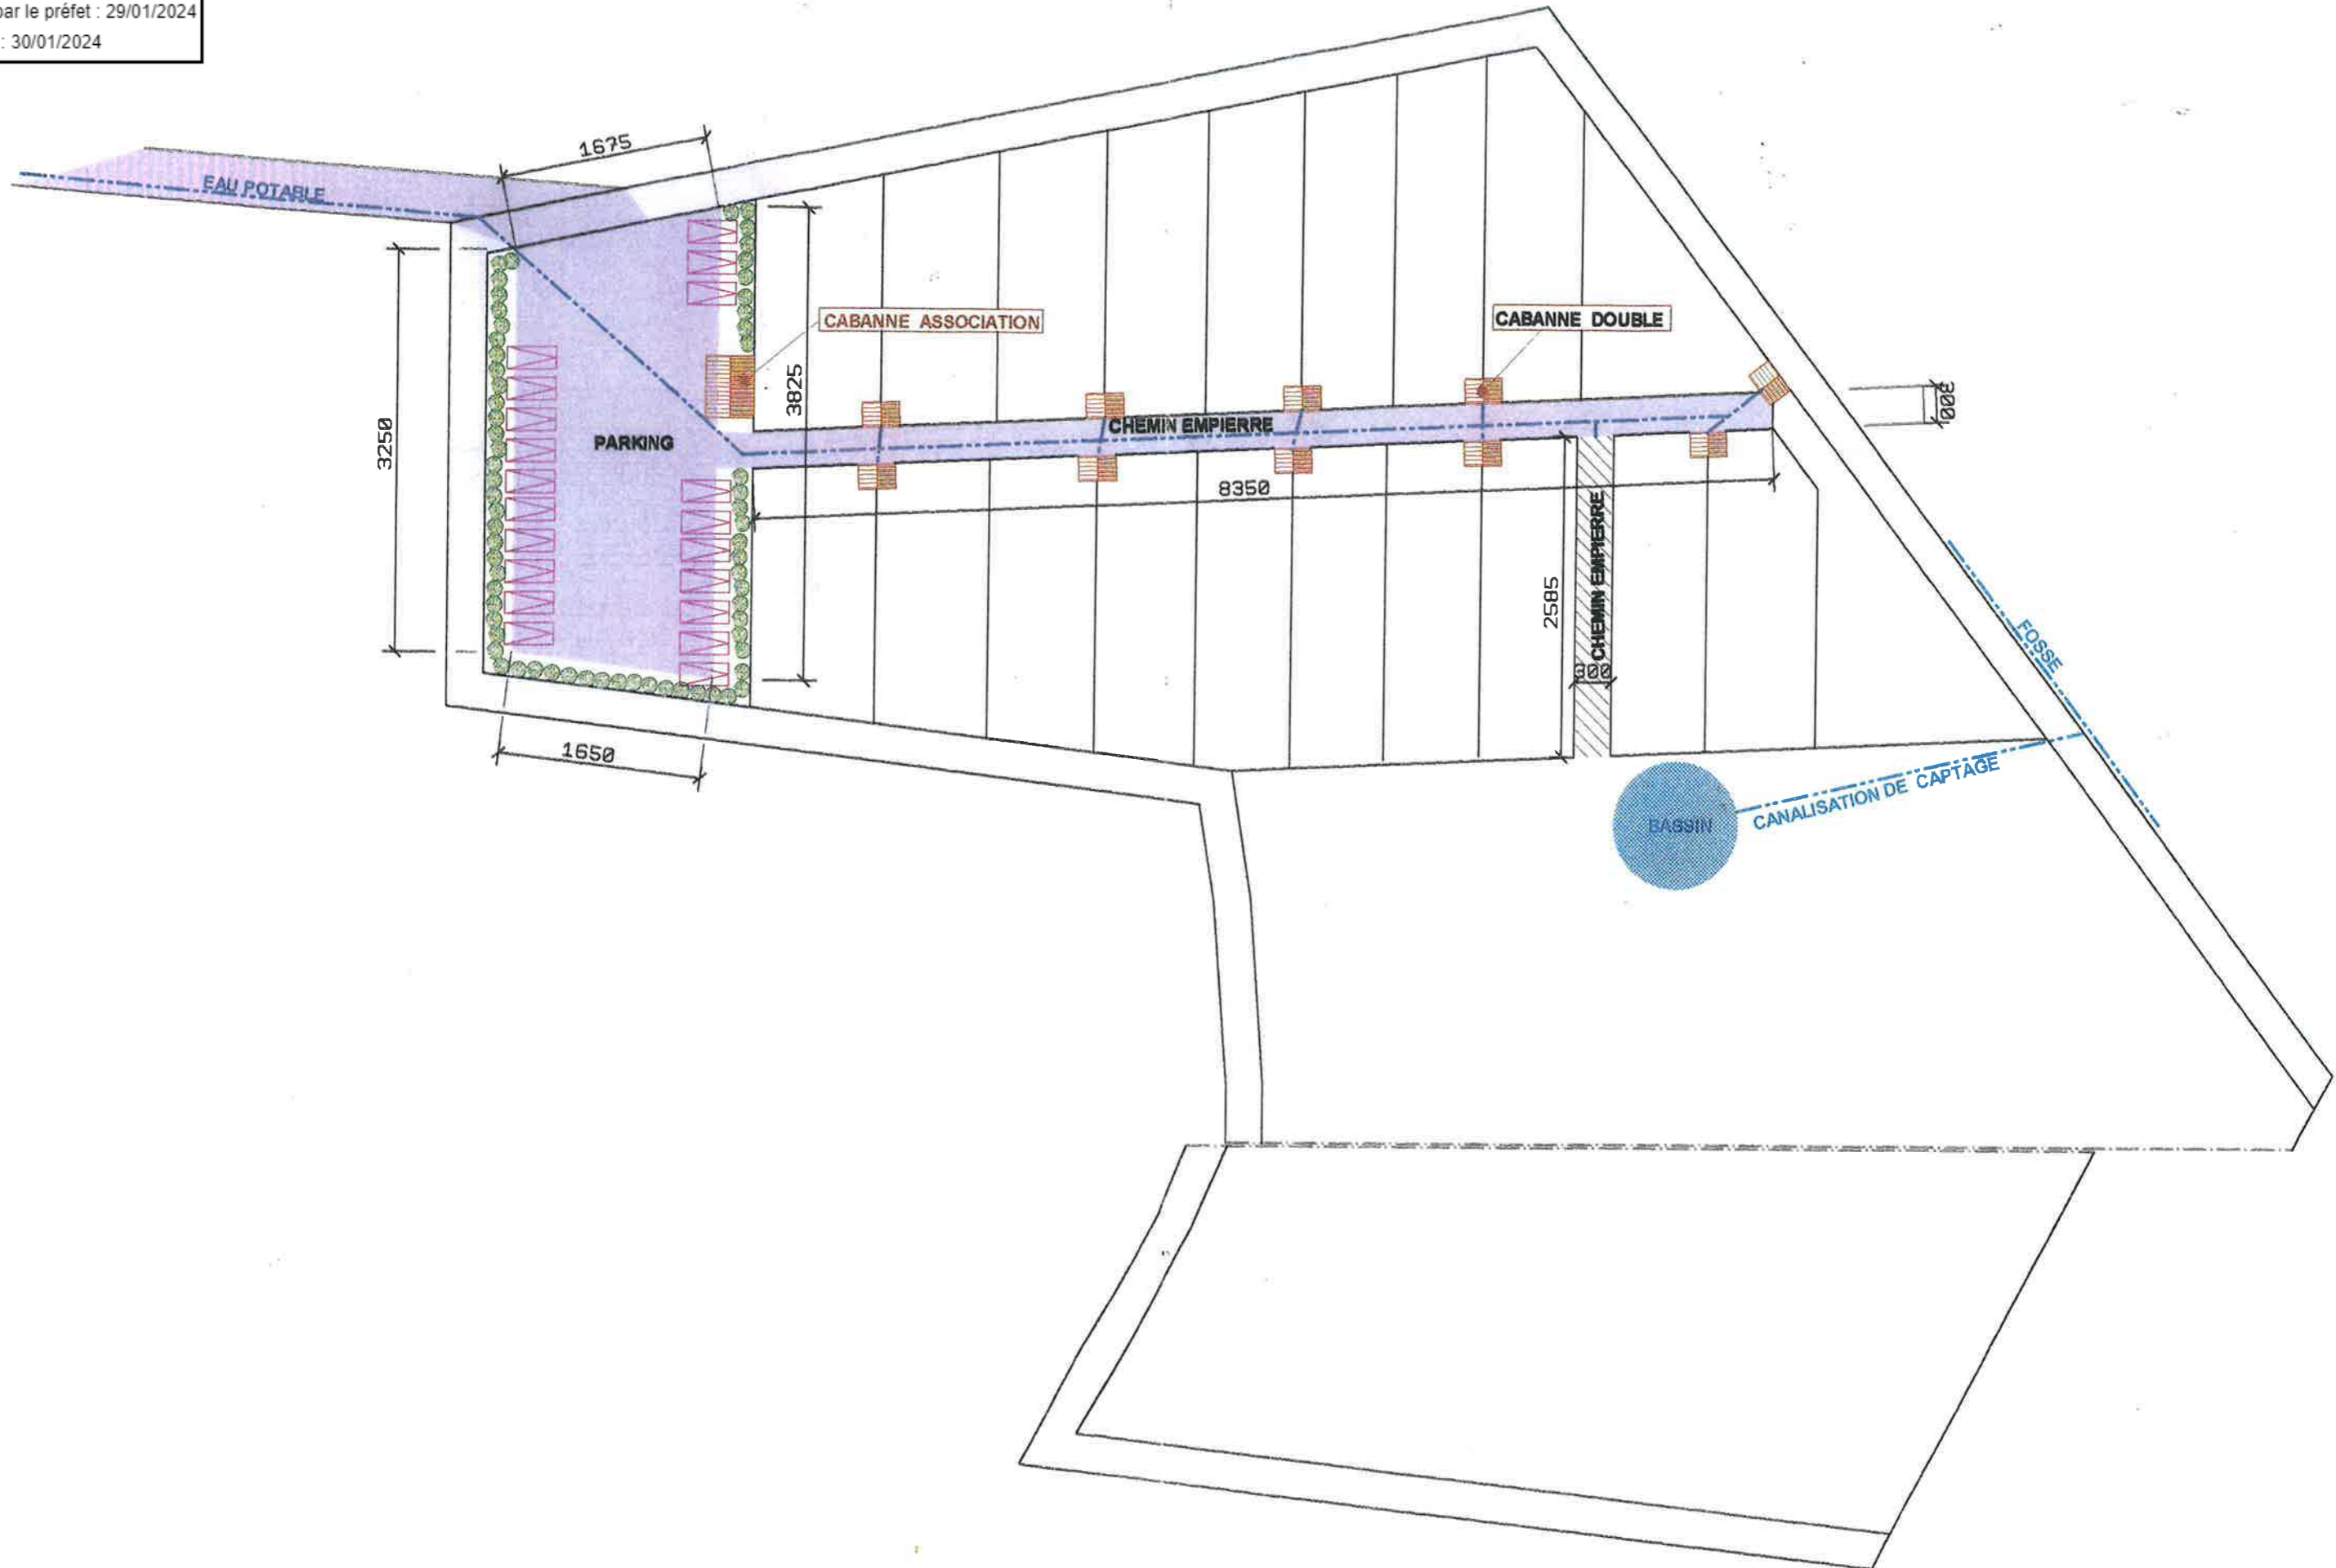 par le préfet : 29/01/2024
: 30/01/2024
1675
EAU POTABLE
CABANNE ASSOCIATION
CABANNE DOUBLE
3825
300
3250
PARKING
CHEMIN EMPIERRE
8350
CHEMIN EMPIERRE
2585
300
FOSSE
1650
BASSIN
CANALISATION DE CAPTAGE